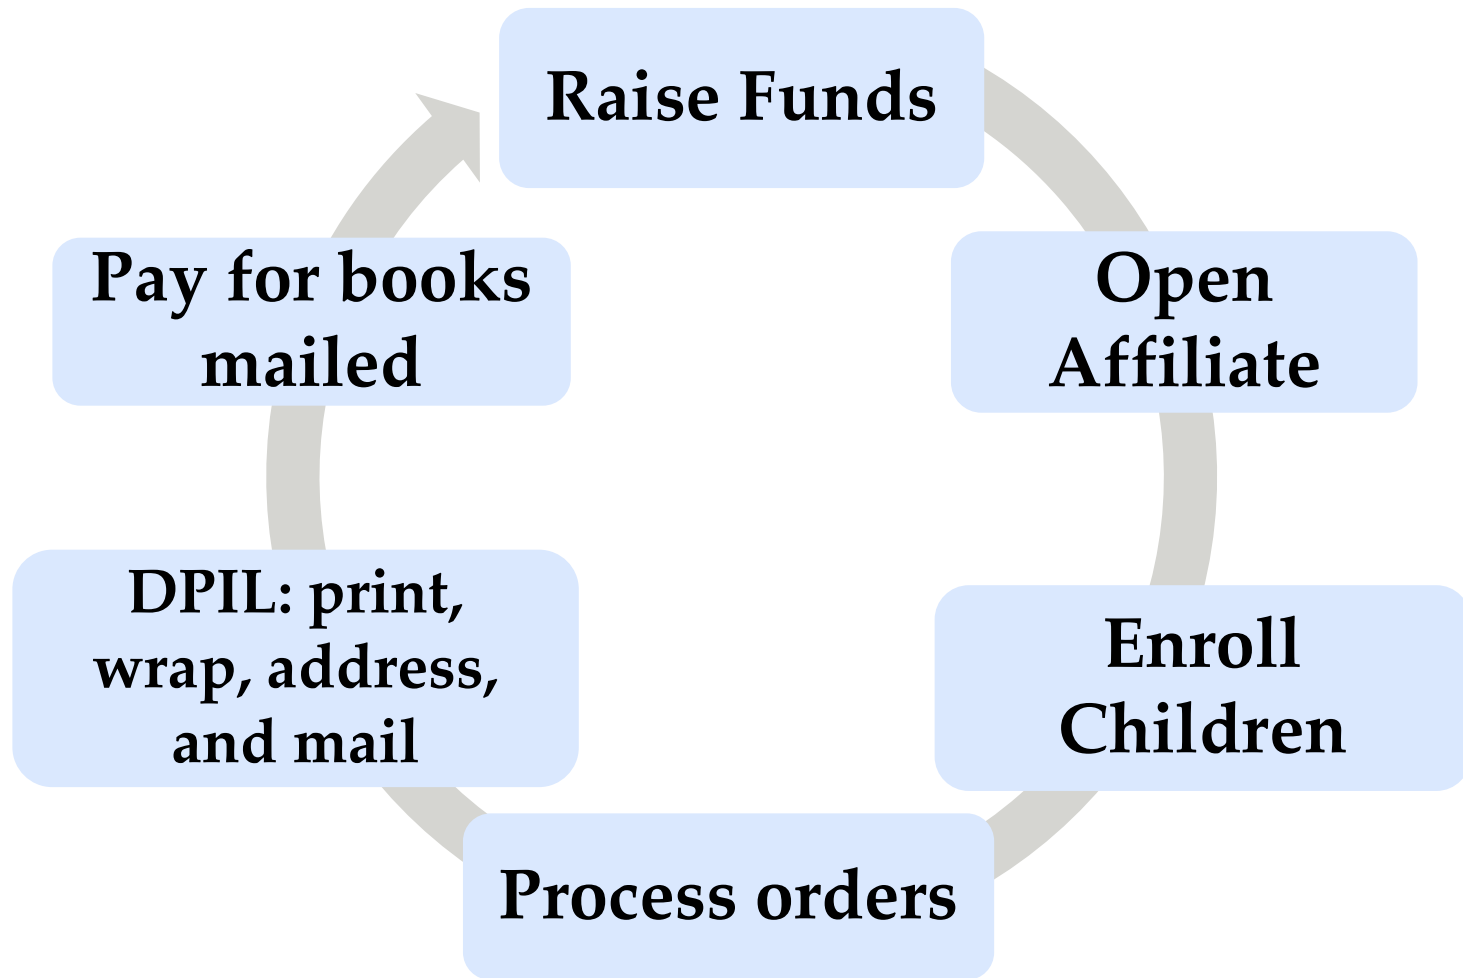 Raise Funds
Open
Affiliate
Enroll
Children
Process orders
DPIL: print,
wrap, address,
and mail
Pay for books
mailed